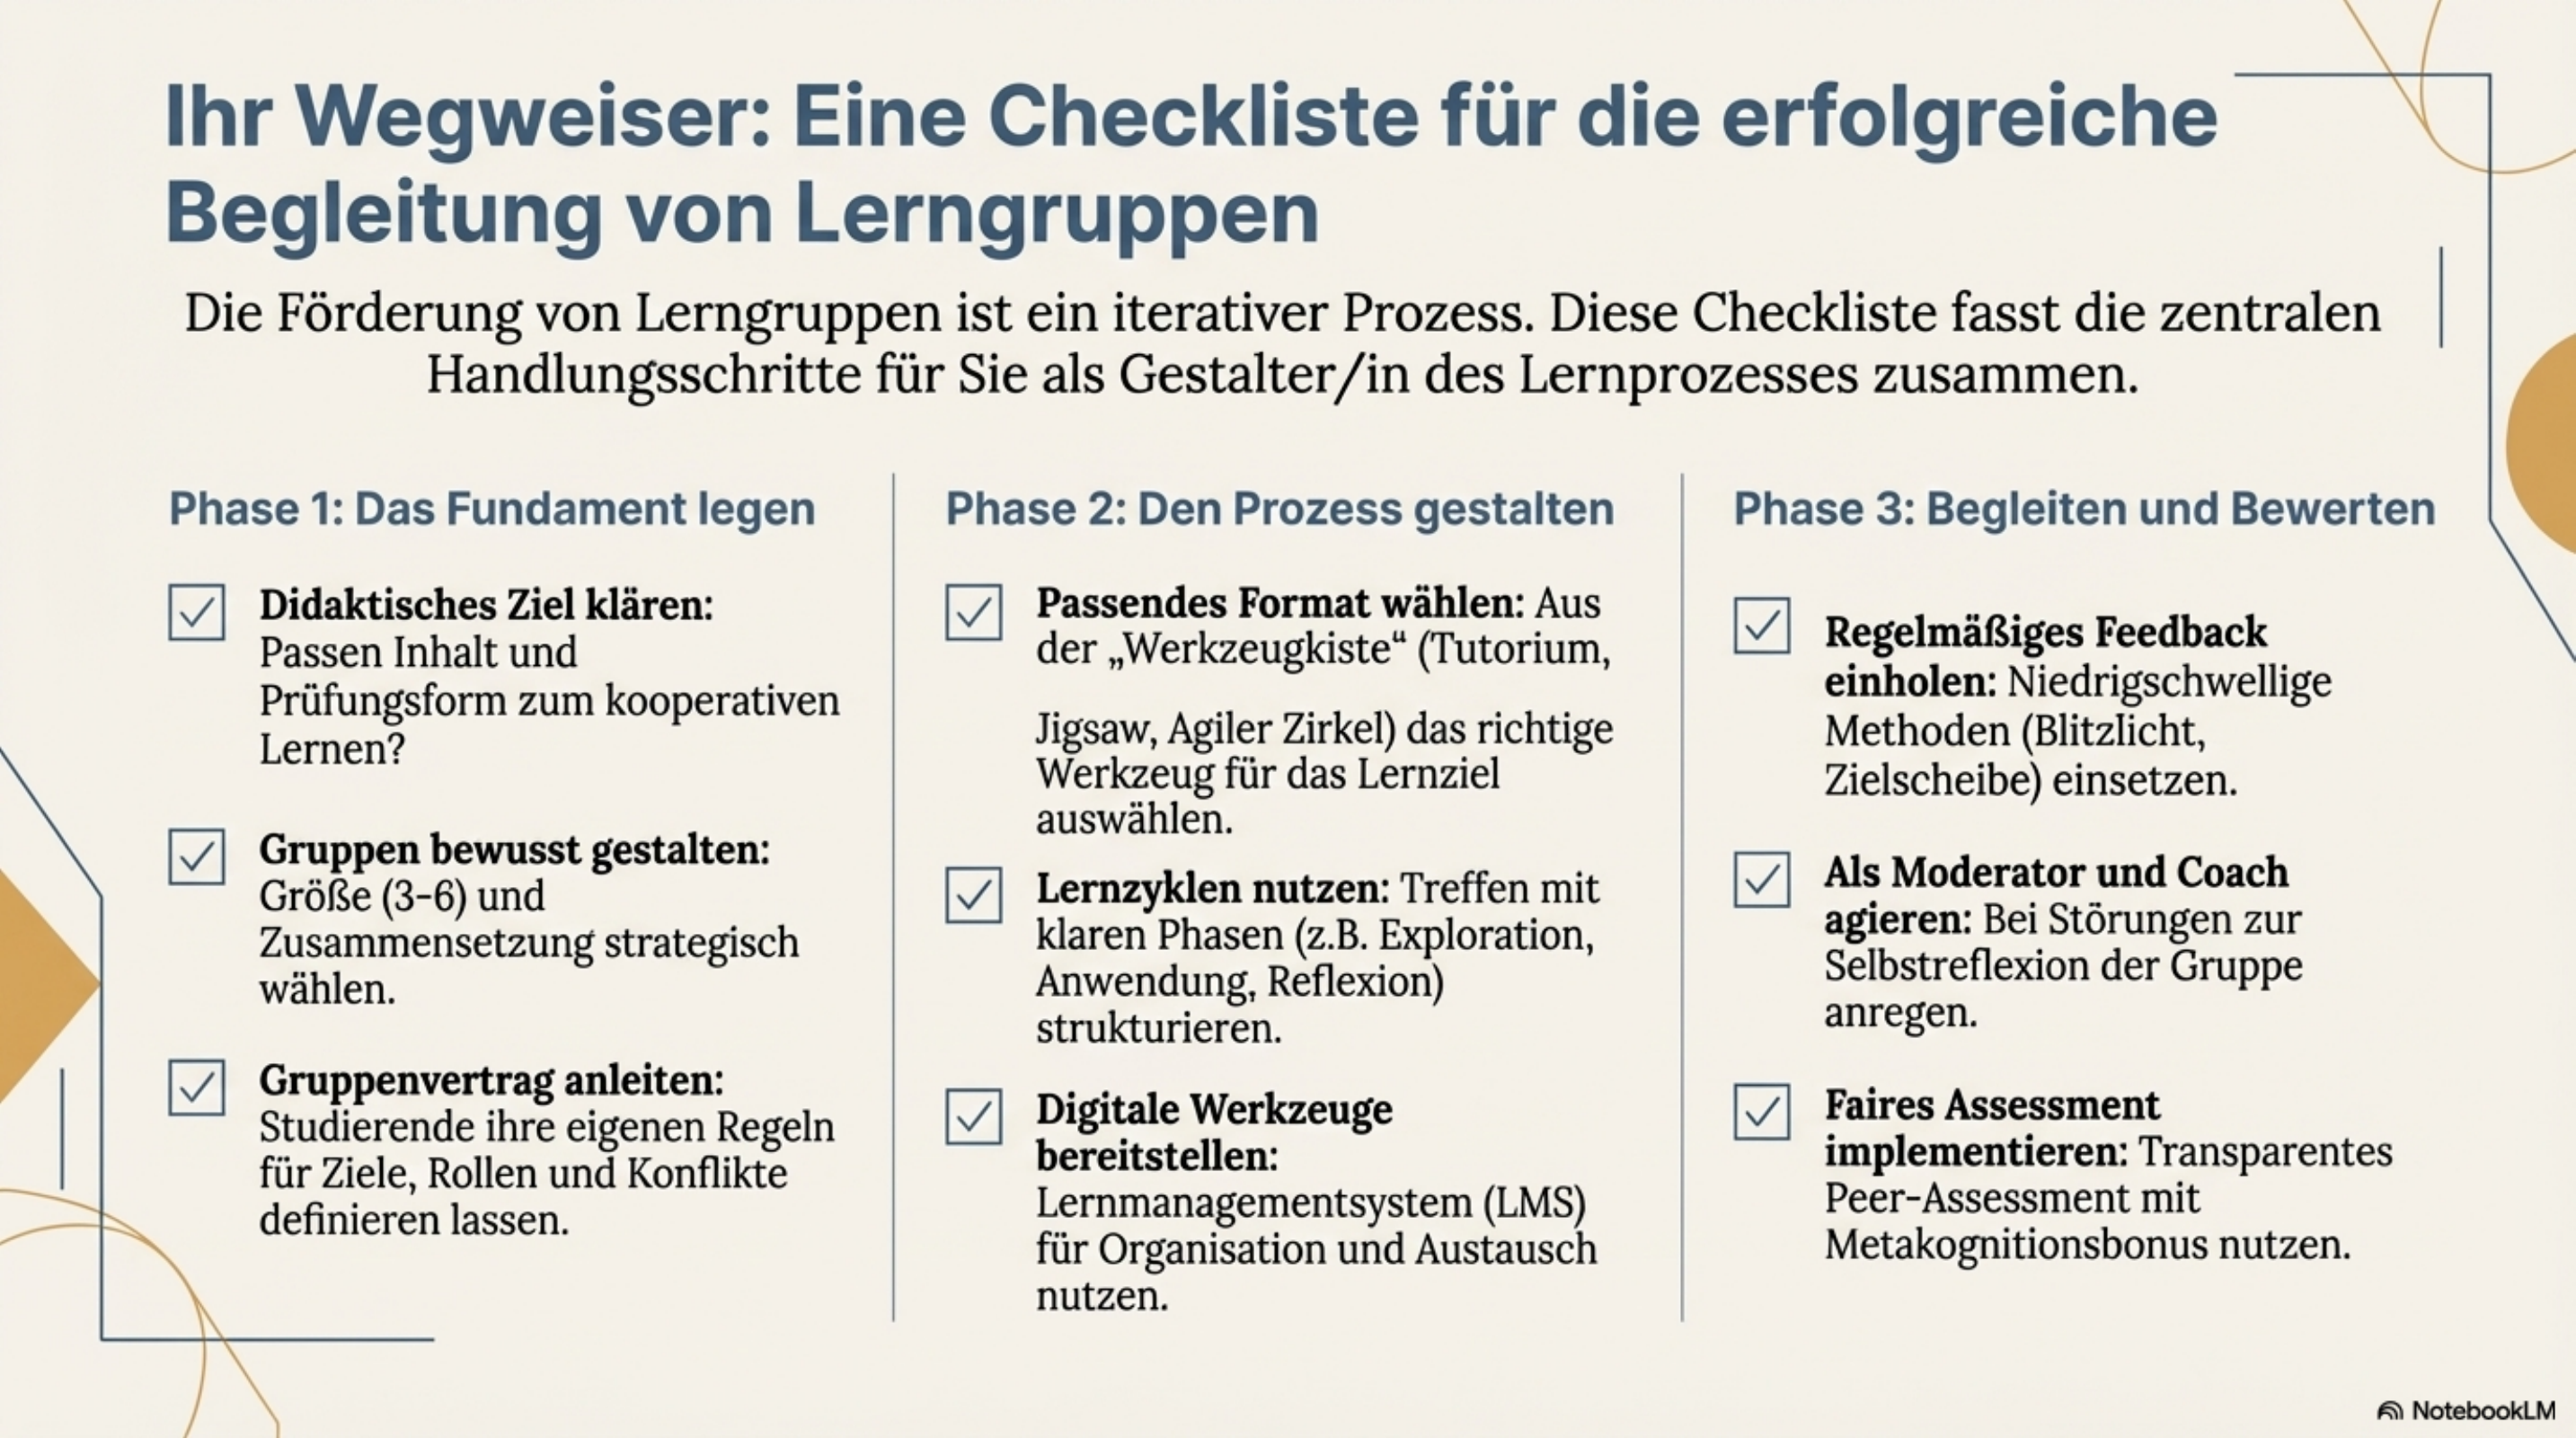 Ihr Wegweiser: Eine Checkliste für die erfolgreiche
Begleitung von Lerngruppen
Die Förderung von Lerngruppen ist ein iterativer Prozess. Diese Checkliste fasst die zentralen
Handlungsschritte für Sie als Gestalter/in des Lernprozesses zusammen.
Phase 1: Das Fundament legen
Didaktisches Ziel klären:
Passen Inhalt und
Prüfungsform zum kooperativen
Lernen?
Gruppen bewusst gestalten:
Größe (3-6) und
Zusammensetzung strategisch
wählen.
Gruppenvertrag anleiten:
Studierende ihre eigenen Regeln
für Ziele, Rollen und Konflikte
definieren lassen.
Phase 2: Den Prozess gestalten
Passendes Format wählen: Aus
der „Werkzeugkiste“ (Tutorium,
Jigsaw, Agiler Zirkel) das richtige
Werkzeug für das Lernziel
auswählen.
Lernzyklen nutzen: Treffen mit
klaren Phasen (z.B. Exploration,
Anwendung, Reflexion)
strukturieren.
Digitale Werkzeuge
bereitstellen:
Lernmanagementsystem (LMS)
für Organisation und Austausch
nutzen.
Phase 3: Begleiten und Bewerten
Regelmäßiges Feedback
einholen: Niedrigschwellige
Methoden (Blitzlicht,
Zielscheibe) einsetzen.
Als Moderator und Coach
agieren: Bei Störungen zur
Selbstreflexion der Gruppe
anregen.
Faires Assessment
implementieren: Transparentes
Peer-Assessment mit
Metakognitionsbonus nutzen.
NotebookLM